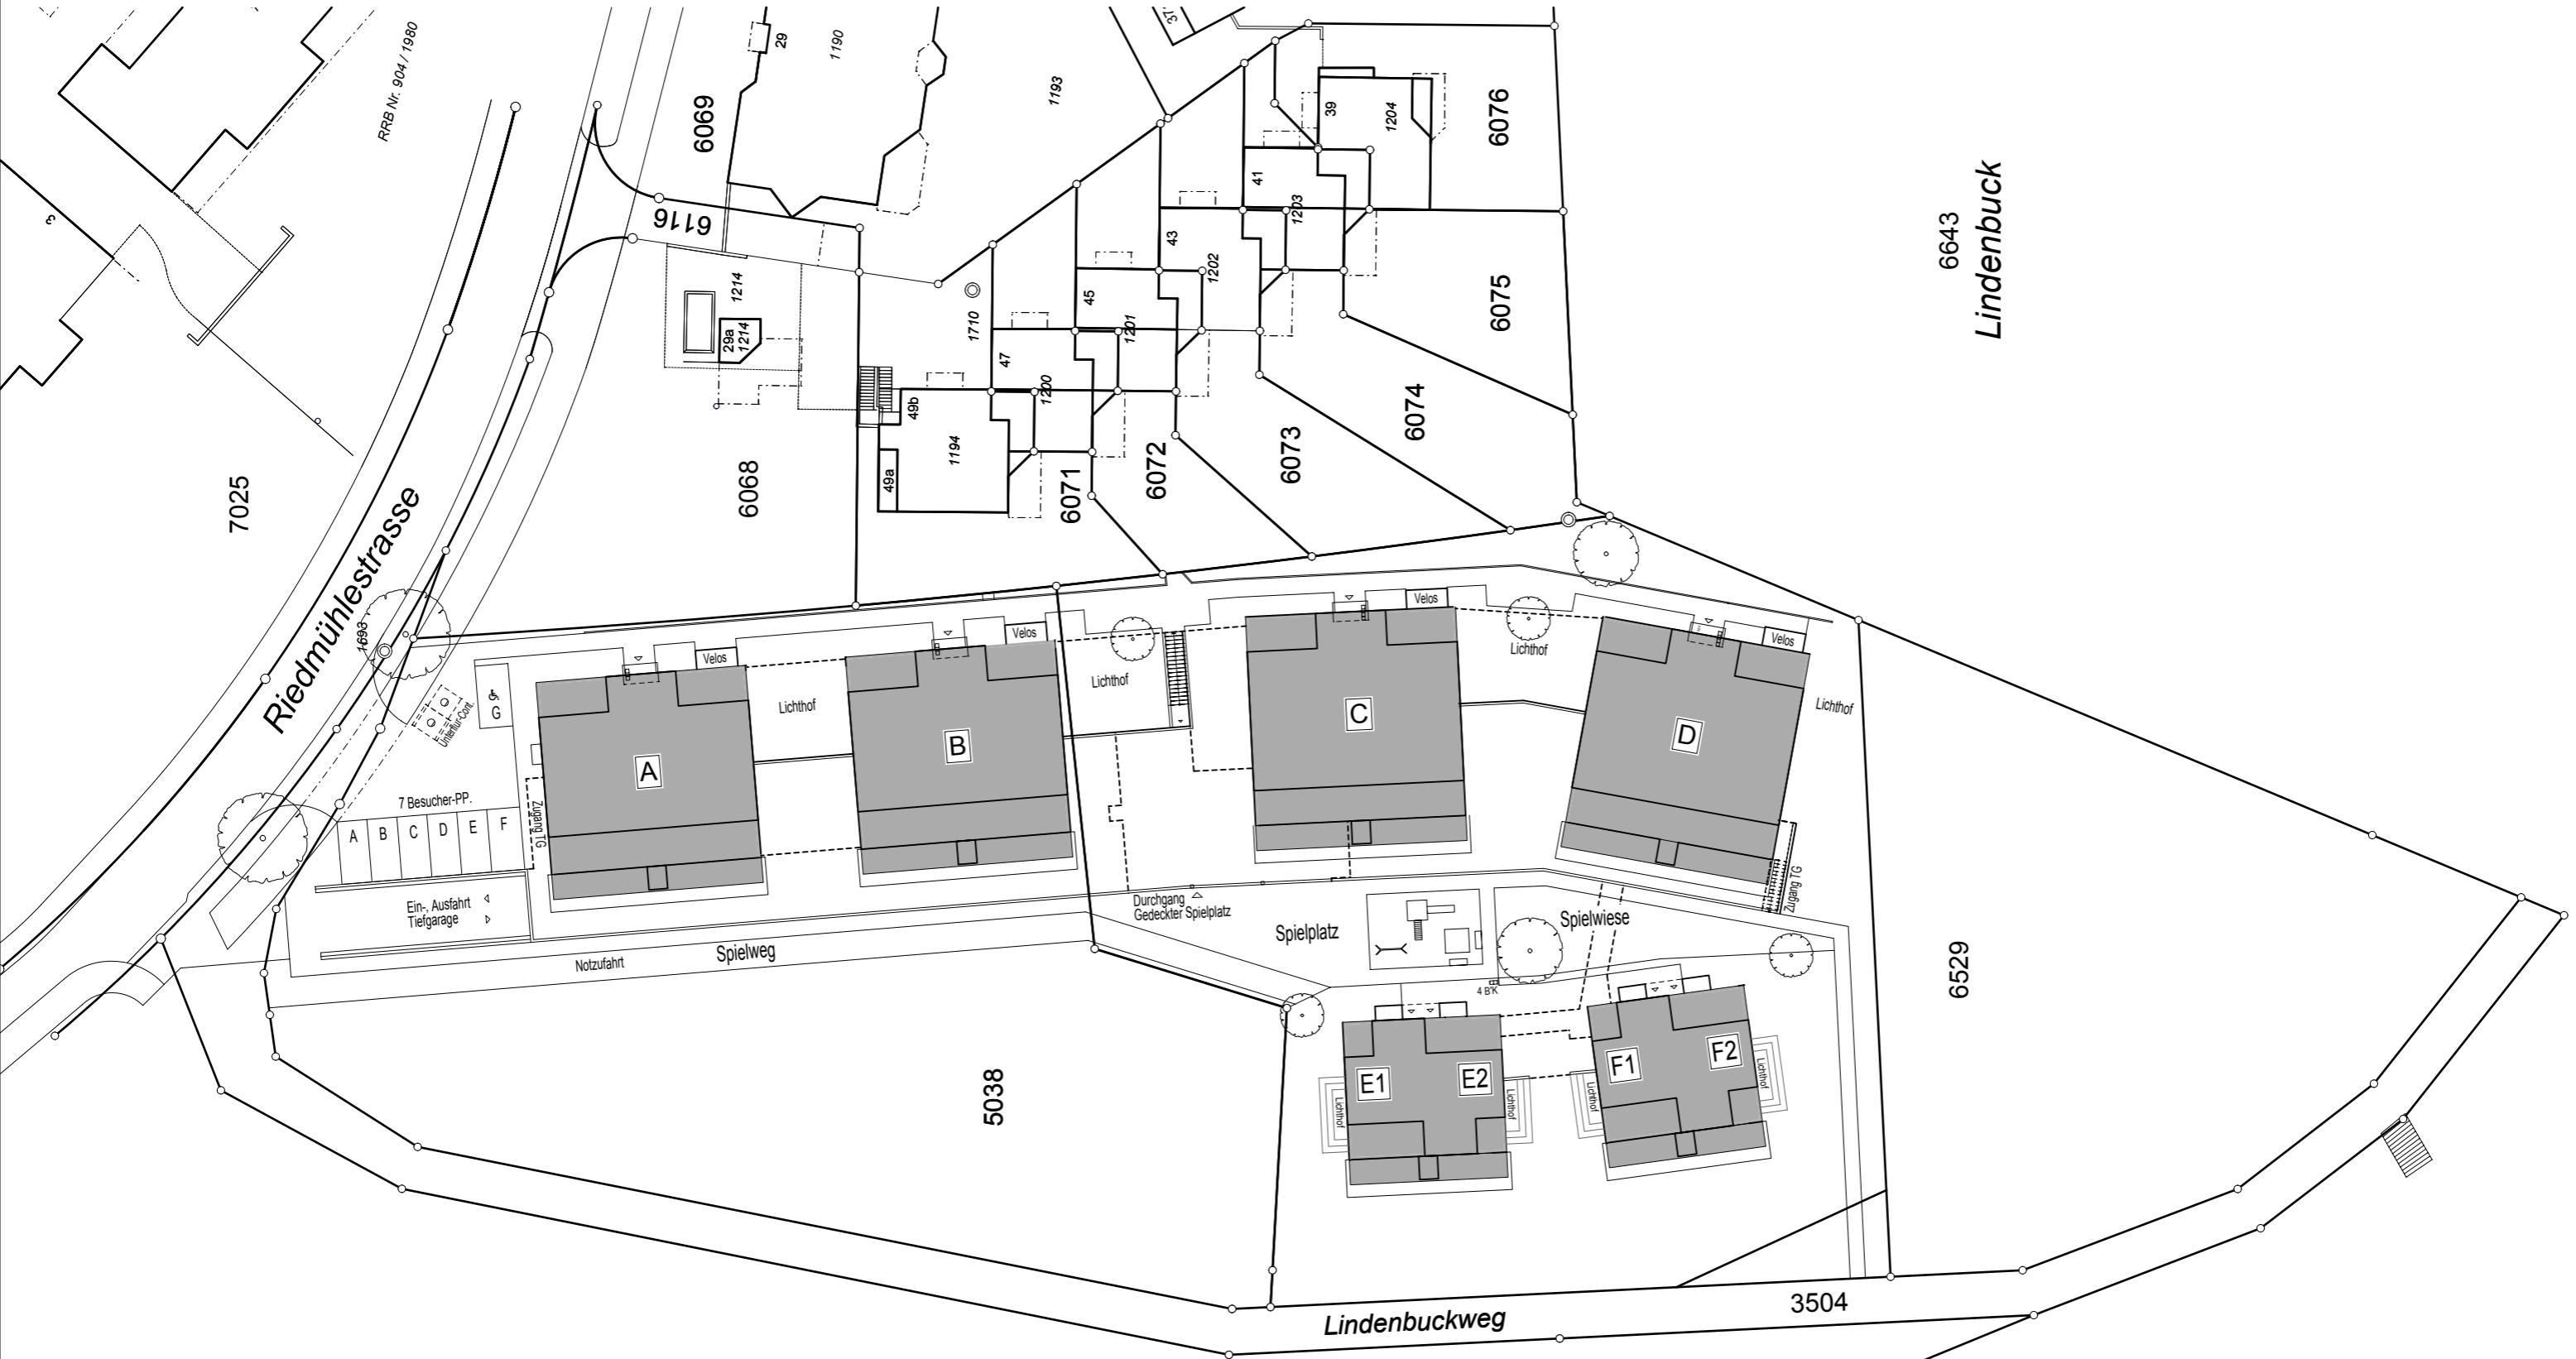 RRB Nr. 904 / 1980
3
7025
Riedmühlestrasse
1693
6069
29
1190
1193
6116
1214
29a
1214
6068
1710
49b
49a
1194
47
1200
45
1201
43
1202
41
1203
39
1204
37
6071
6072
6073
6074
6075
6076
6643
Lindenbuck
Velos
Velos
Velos
Velos
Lichthof
Lichthof
Lichthof
Lichthof
G
Unterflur-Cont.
7 Besucher-PP.
A B C D E F
Zugang TG
A
B
C
D
Ein-, Ausfahrt
Tiefgarage
Notzufahrt
Spielweg
Durchgang
Gedeckter Spielplatz
Spielplatz
Spielwiese
Zugang TG
4 B'K
E1
E2
F1
F2
Lichthof
Lichthof
Lichthof
Lichthof
5038
6529
Lindenbuckweg
3504